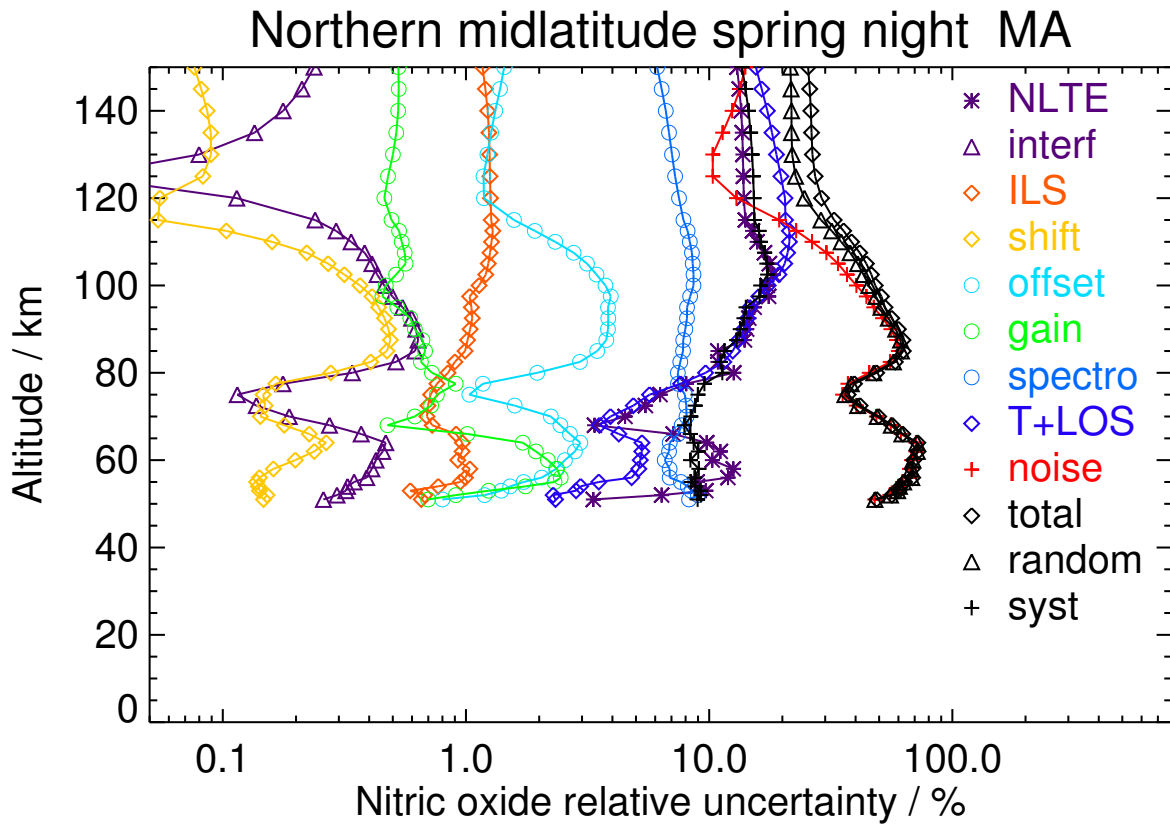 Northern midlatitude spring night  MA
Altitude / km
140
120
100
80
60
40
20
0
NLTE
interf
ILS
shift
offset
gain
spectro
T+LOS
noise
total
random
syst
0.1
1.0
10.0
100.0
Nitric oxide relative uncertainty / %